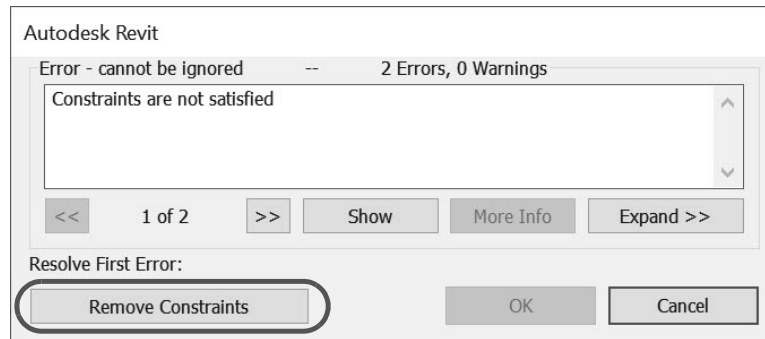 Autodesk Revit
Error - cannot be ignored -- 2 Errors, 0 Warnings
Constraints are not satisfied
<< 1 of 2 >> Show More Info Expand >>
Resolve First Error:
Remove Constraints OK Cancel